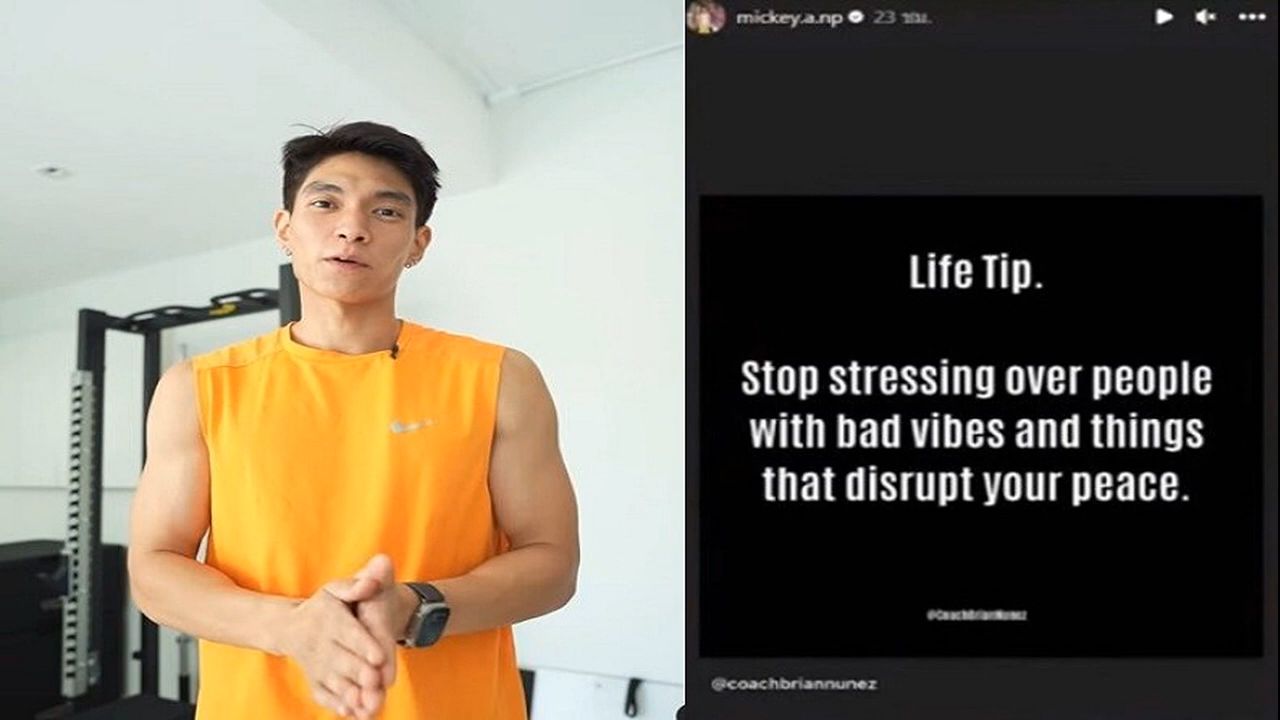 mickey.a.np 23 ชม.
Life Tip.
Stop stressing over people
with bad vibes and things
that disrupt your peace.
@CoachBrianNunez
@coachbriannunez